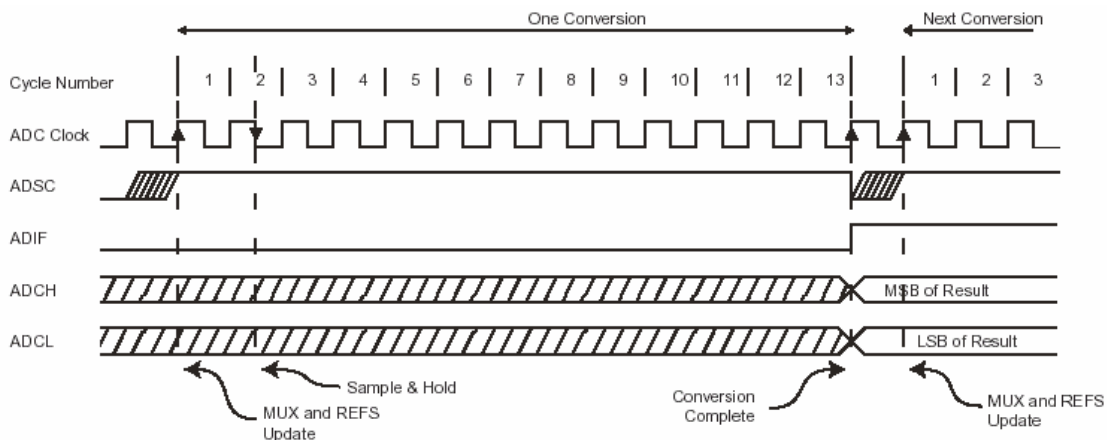 One Conversion
Next Conversion
Cycle Number 1 2 3 4 5 6 7 8 9 10 11 12 13 1 2 3
ADC Clock
ADSC
ADIF
ADCH MSB of Result
ADCL LSB of Result
Sample & Hold
MUX and REFS
Update
Conversion
Complete
MUX and REFS
Update